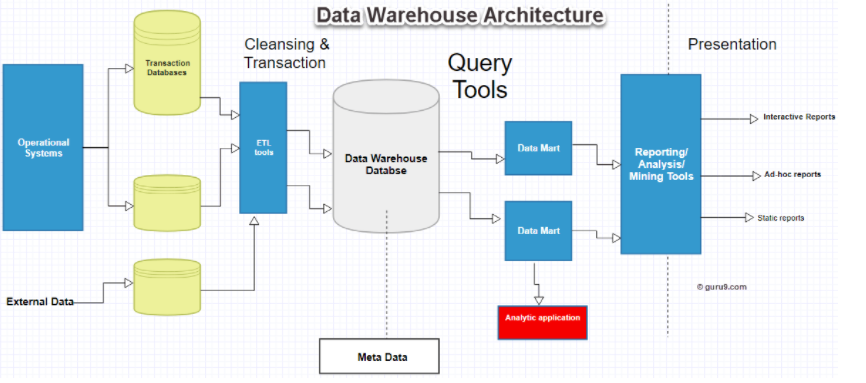 Data Warehouse Architecture
Cleansing &
Transaction
Presentation
Query
Tools
Transaction
Databases
Operational
Systems
ETL
tools
Data Warehouse
Databse
Data Mart
Data Mart
Reporting/
Analysis/
Mining Tools
Interactive Reports
Ad-hoc reports
Static reports
External Data
Analytic application
Meta Data
© guru9.com